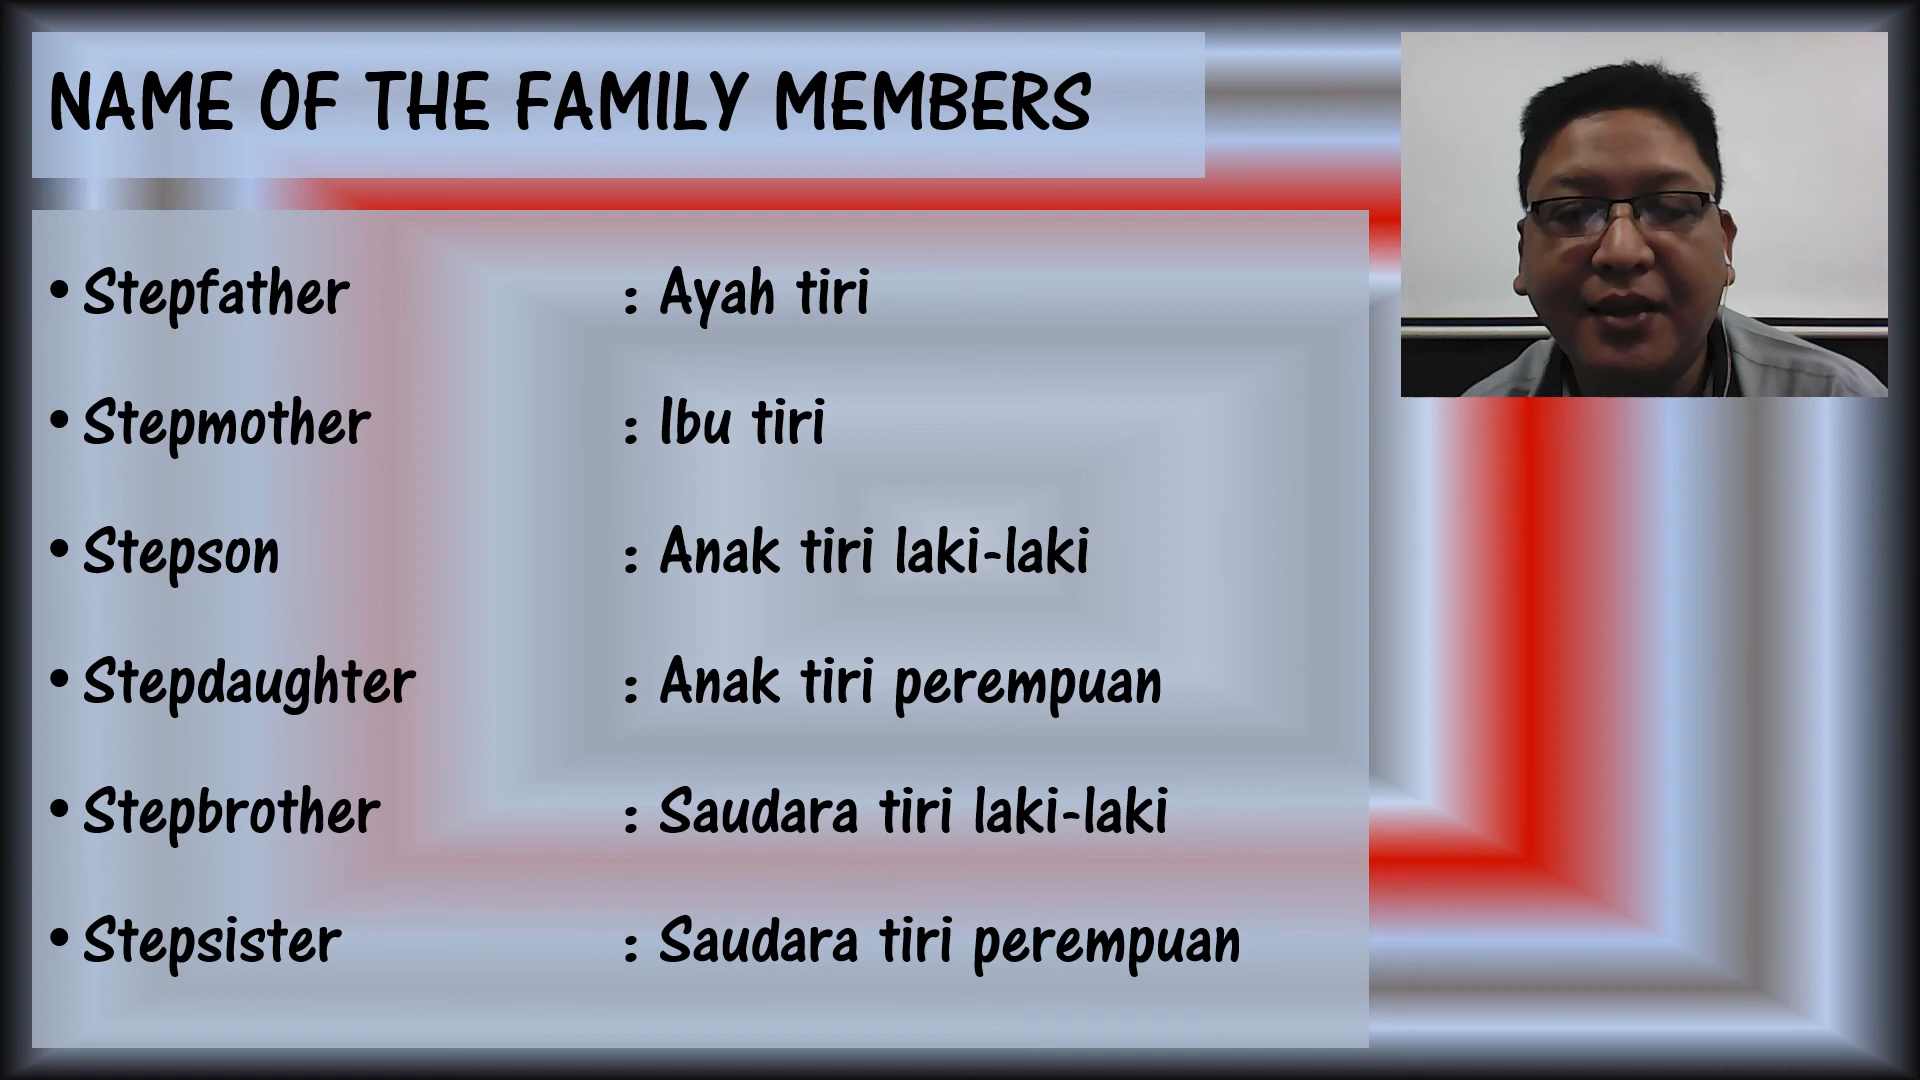 NAME OF THE FAMILY MEMBERS
• Stepfather : Ayah tiri
• Stepmother : Ibu tiri
• Stepson : Anak tiri laki-laki
• Stepdaughter : Anak tiri perempuan
• Stepbrother : Saudara tiri laki-laki
• Stepsister : Saudara tiri perempuan